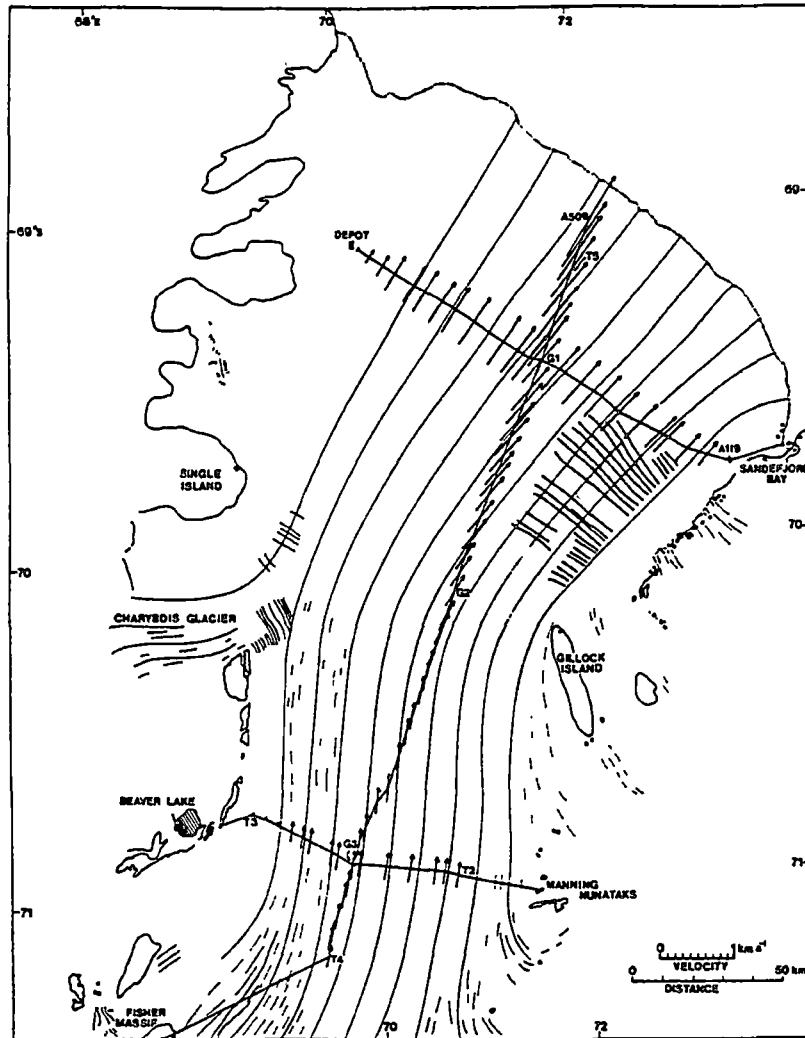 68°E
70
72
69
69°S
A509
T5
DEPOT
E
G1
A119
SANDEFJORD
BAY
SINGLE
ISLAND
70
70
G2
CHARYBDIS GLACIER
GILLOCK
ISLAND
BEAVER LAKE
T3
G3
T2
71
MANNING
NUNATAKS
71
T4
0 1 km a⁻¹
VELOCITY
0 50 km
DISTANCE
FISHER
MASSIF
70
72